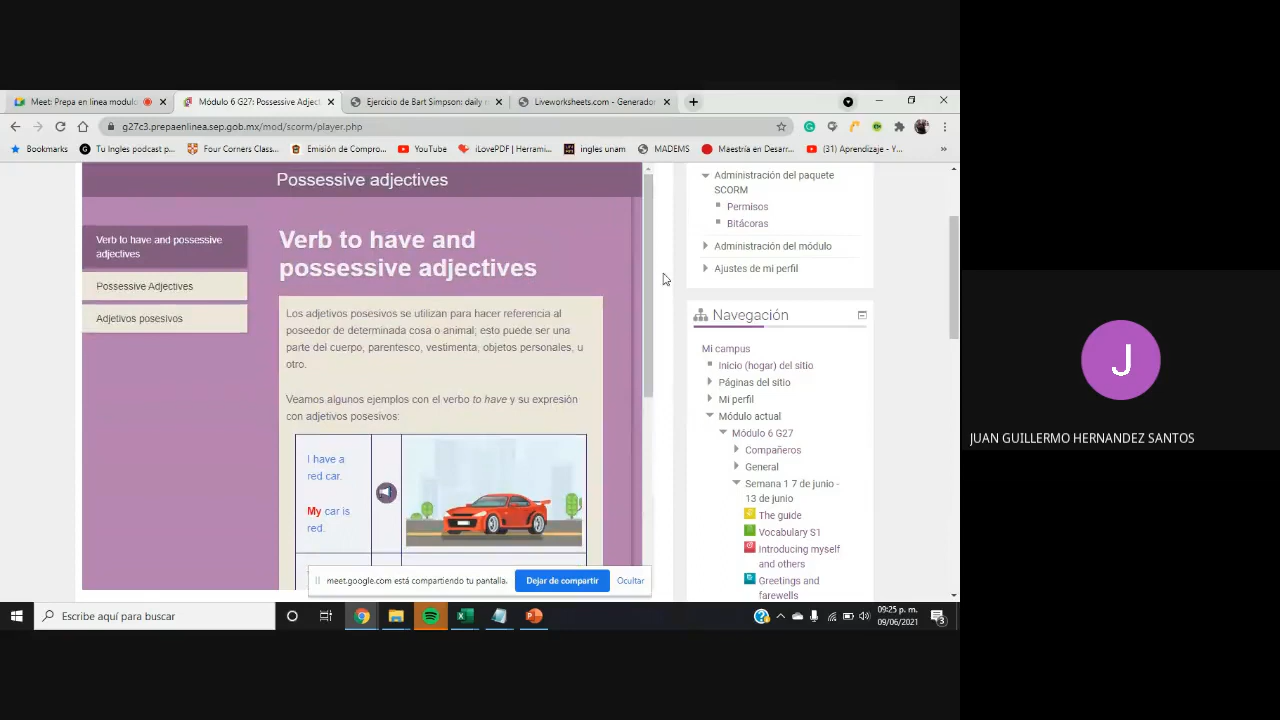 Meet: Prepa en linea modulo
Módulo 6 G27: Possessive Adject
Ejercicio de Bart Simpson: daily r
Liveworksheets.com - Generador
g27c3.prepaenlinea.sep.gob.mx/mod/scorm/player.php
Bookmarks
Tu Ingles podcast p...
Four Corners Class...
Emisión de Compro...
YouTube
iLovePDF | Herrami...
ingles unam
MADEMS
Maestría en Desarr...
(31) Aprendizaje - Y...
»
Possessive adjectives
Verb to have and possessive
adjectives
Possessive Adjectives
Adjetivos posesivos
Verb to have and
possessive adjectives
Los adjetivos posesivos se utilizan para hacer referencia al
poseedor de determinada cosa o animal; esto puede ser una
parte del cuerpo, parentesco, vestimenta, objetos personales, u
otro.
Veamos algunos ejemplos con el verbo to have y su expresión
con adjetivos posesivos:
I have a
red car.
My car is
red.
Administración del paquete
SCORM
Permisos
Bitácoras
Administración del módulo
Ajustes de mi perfil
Navegación
Mi campus
Inicio (hogar) del sitio
Páginas del sitio
Mi perfil
Módulo actual
Módulo 6 G27
Compañeros
General
Semana 1 7 de junio -
13 de junio
The guide
Vocabulary S1
Introducing myself
and others
Greetings and
farewells
meet.google.com está compartiendo tu pantalla.
Dejar de compartir
Ocultar
Escribe aquí para buscar
09:25 p. m.
09/06/2021
3
J
JUAN GUILLERMO HERNANDEZ SANTOS